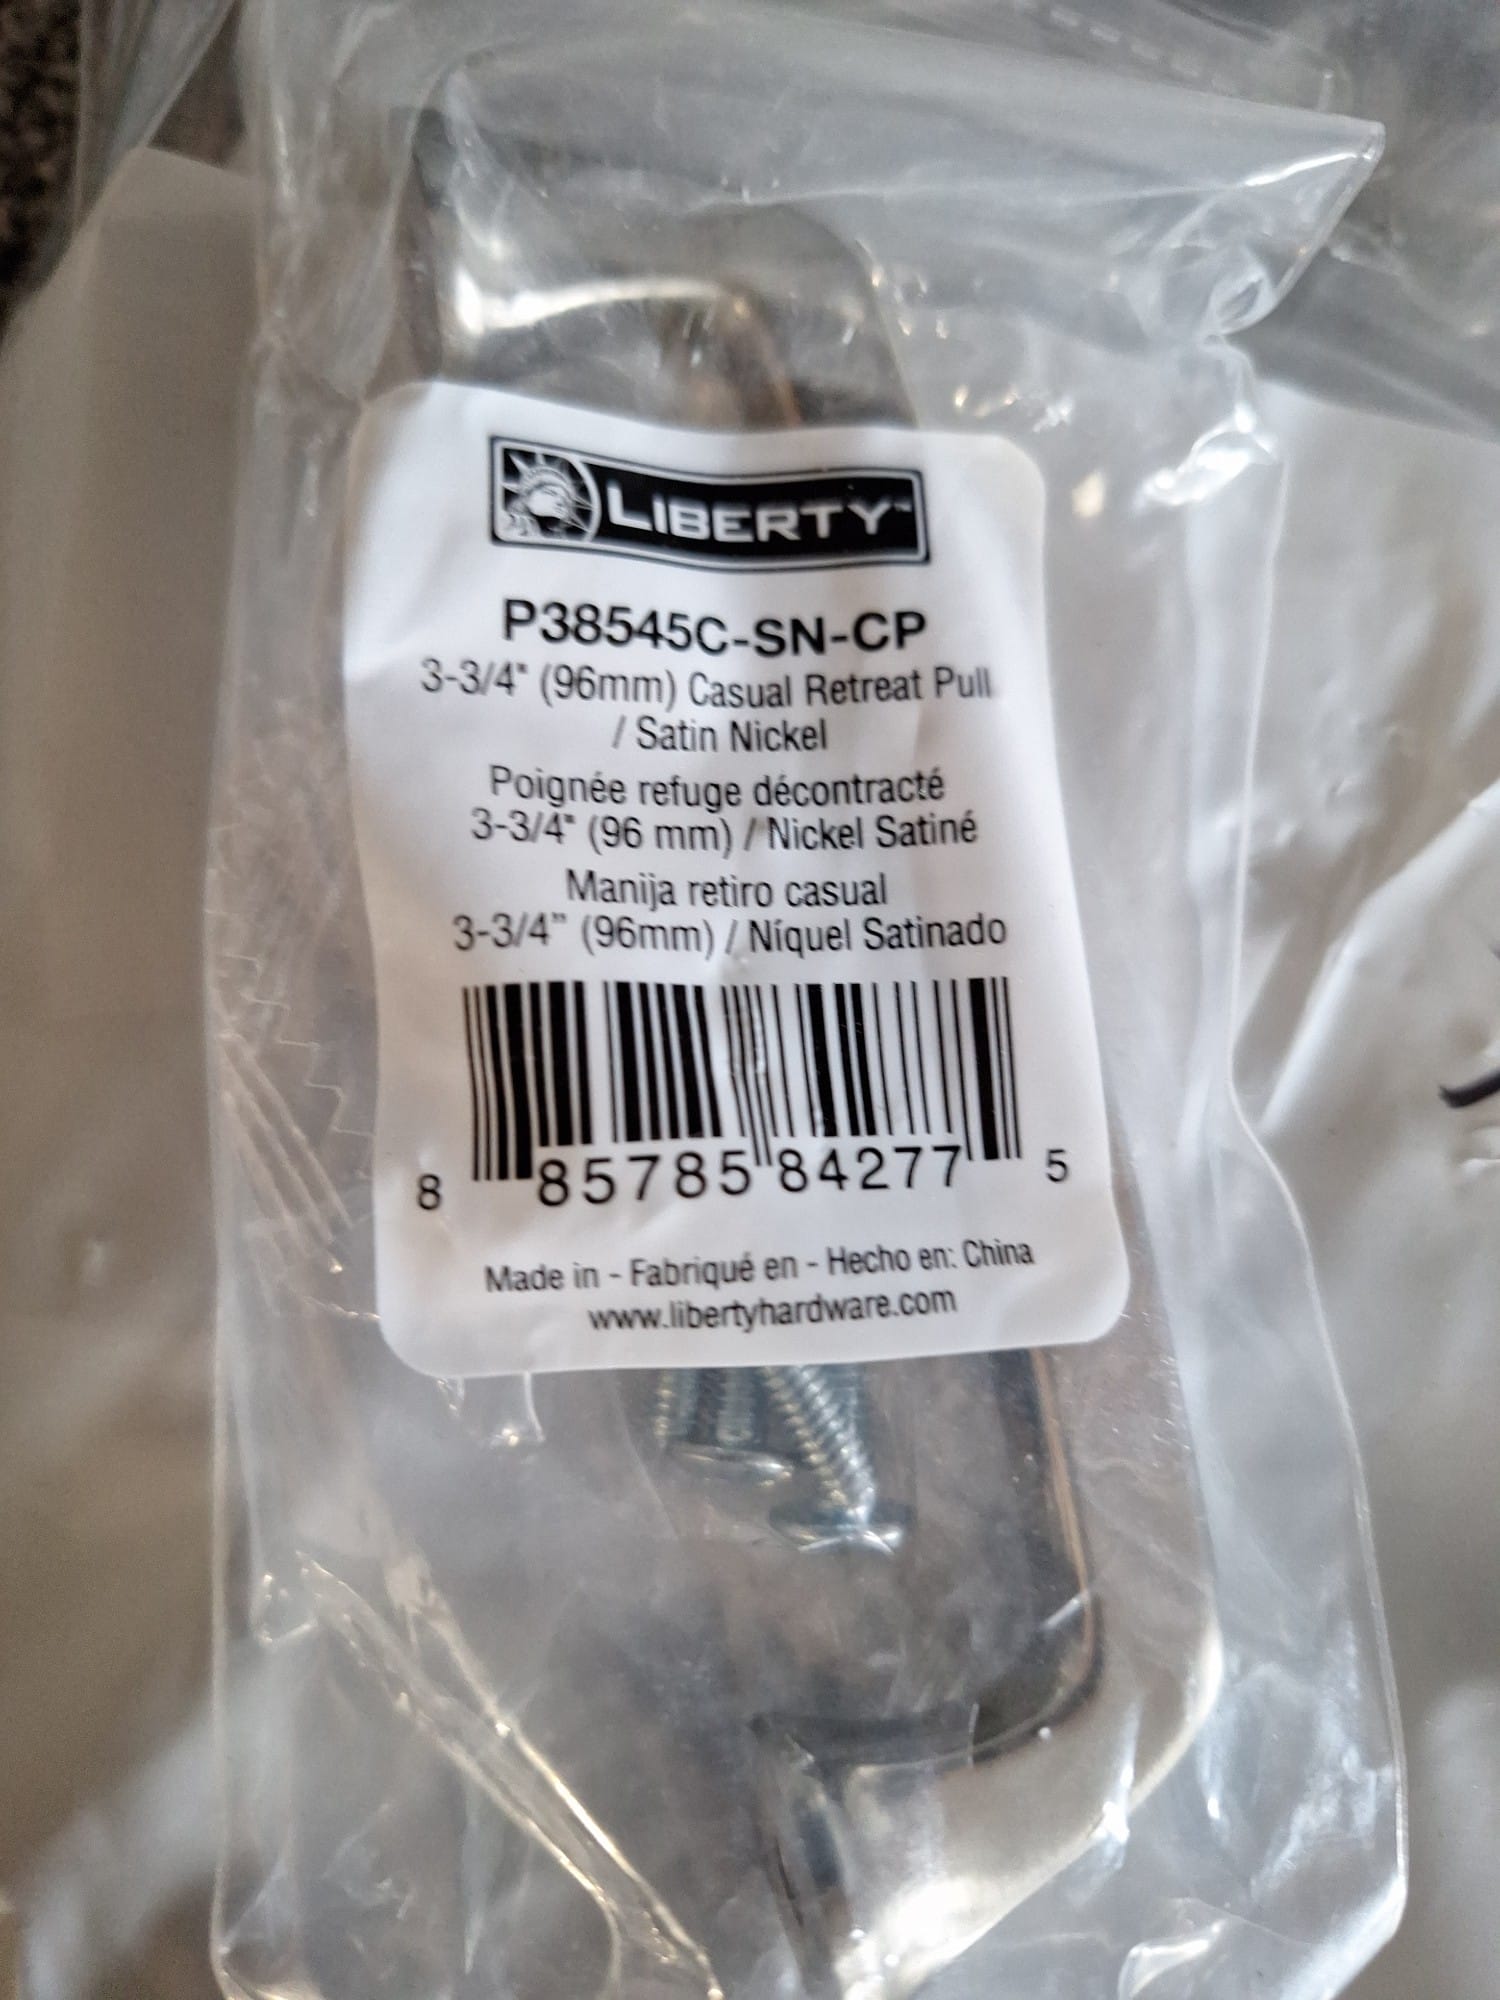 LIBERTY™
P38545C-SN-CP
3-3/4" (96mm) Casual Retreat Pull
/ Satin Nickel
Poignée refuge décontracté
3-3/4" (96 mm) / Nickel Satiné
Manija retiro casual
3-3/4” (96mm) / Níquel Satinado
8 85785 84277 5
Made in - Fabriqué en - Hecho en: China
www.libertyhardware.com